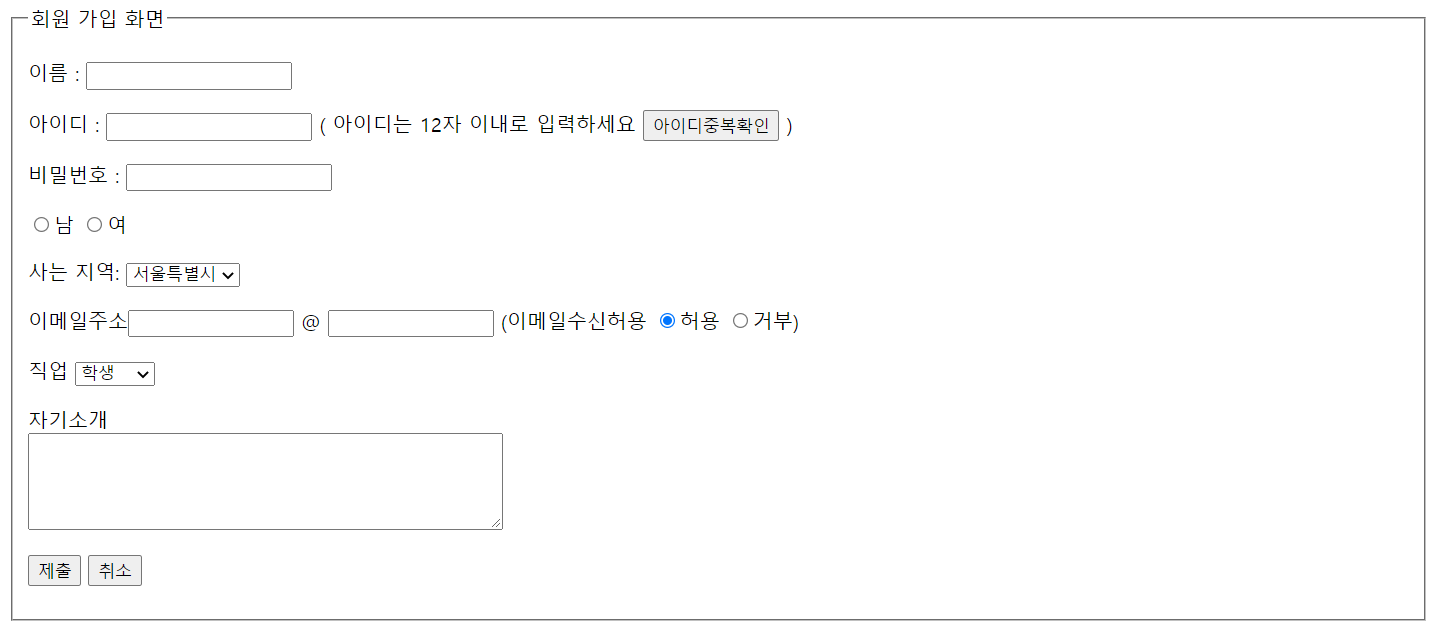 회원 가입 화면
이름 :
아이디 : ( 아이디는 12자 이내로 입력하세요 아이디중복확인 )
비밀번호 :
남 여
사는 지역: 서울특별시
이메일주소 @ (이메일수신허용 허용 거부)
직업 학생
자기소개
제출 취소